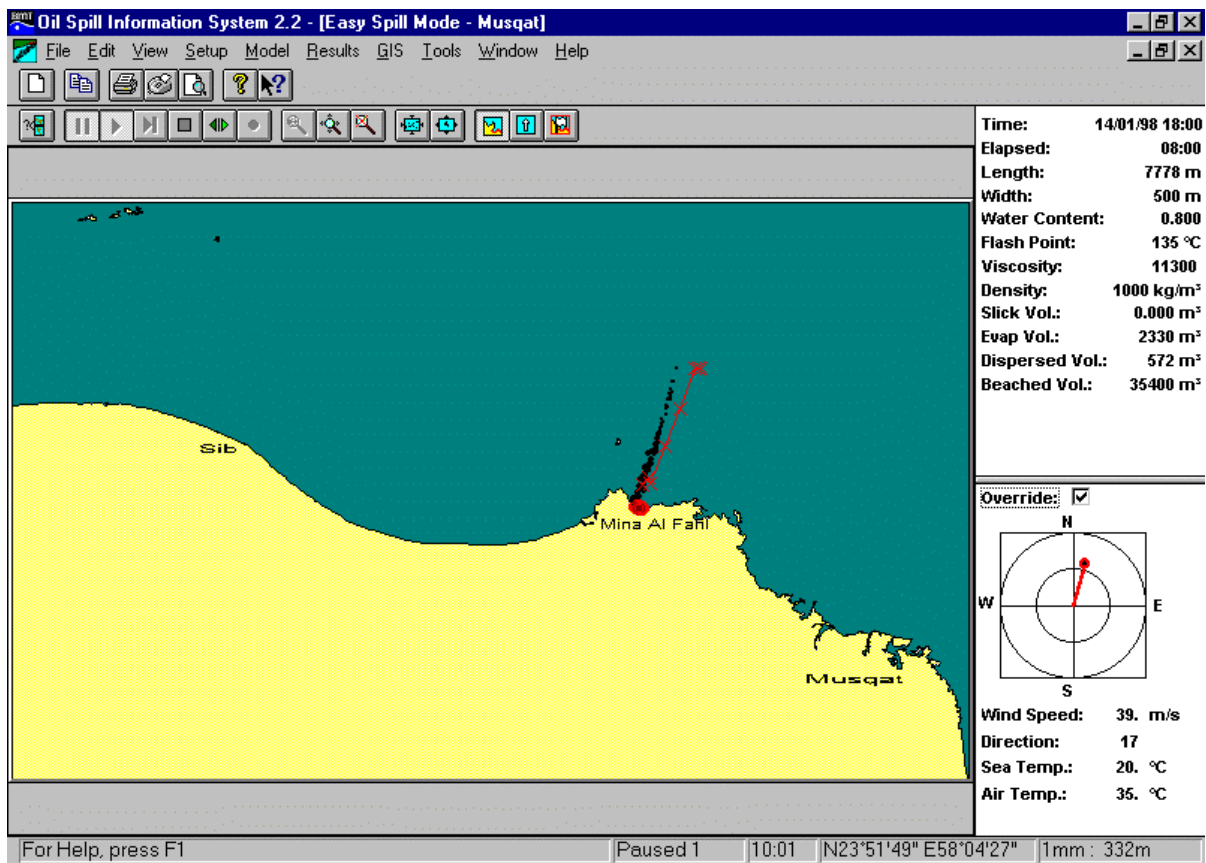 BMT Oil Spill Information System 2.2 - [Easy Spill Mode - Musqat]
File Edit View Setup Model Results GIS Tools Window Help
Time: 14/01/98 18:00
Elapsed: 08:00
Length: 7778 m
Width: 500 m
Water Content: 0.800
Flash Point: 135 °C
Viscosity: 11300
Density: 1000 kg/m³
Slick Vol.: 0.000 m³
Evap Vol.: 2330 m³
Dispersed Vol.: 572 m³
Beached Vol.: 35400 m³
Sib
Mina Al Fahl
Musqat
Override:
N
W E
S
Wind Speed: 39. m/s
Direction: 17
Sea Temp.: 20. °C
Air Temp.: 35. °C
For Help, press F1 Paused 1 10:01 N23°51'49" E58°04'27" 1mm : 332m